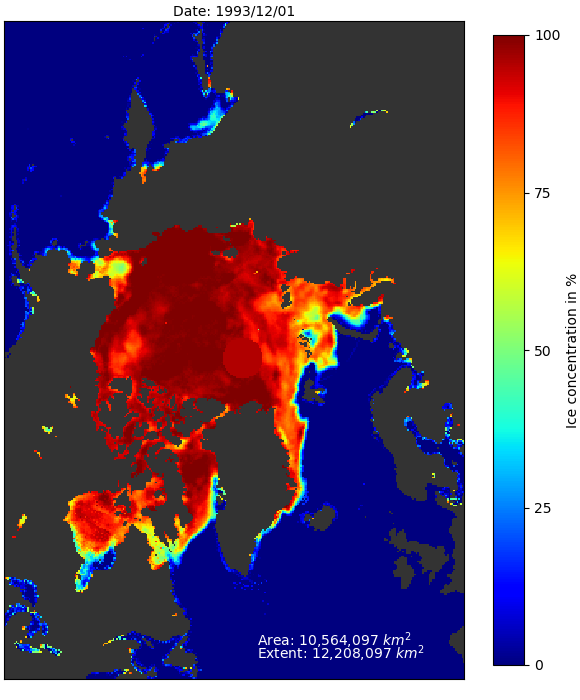 Date: 1993/12/01
100
75
50
25
0
Ice concentration in %
Area: 10,564,097 km²
Extent: 12,208,097 km²